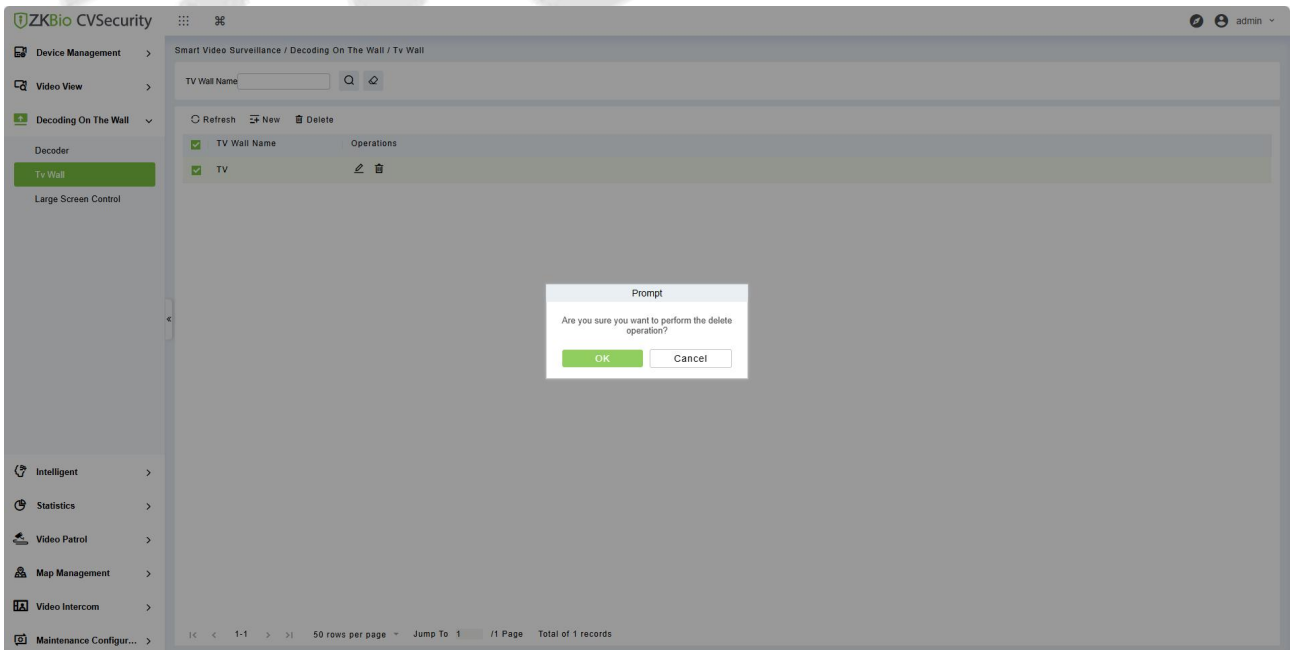 ZKBio CVSecurity
admin
Device Management
Video View
Decoding On The Wall
Decoder
Tv Wall
Large Screen Control
Intelligent
Statistics
Video Patrol
Map Management
Video Intercom
Maintenance Configur...
Smart Video Surveillance / Decoding On The Wall / Tv Wall
TV Wall Name
Refresh New Delete
TV Wall Name Operations
TV
Prompt
Are you sure you want to perform the delete
operation?
OK Cancel
1-1 50 rows per page Jump To 1 /1 Page Total of 1 records